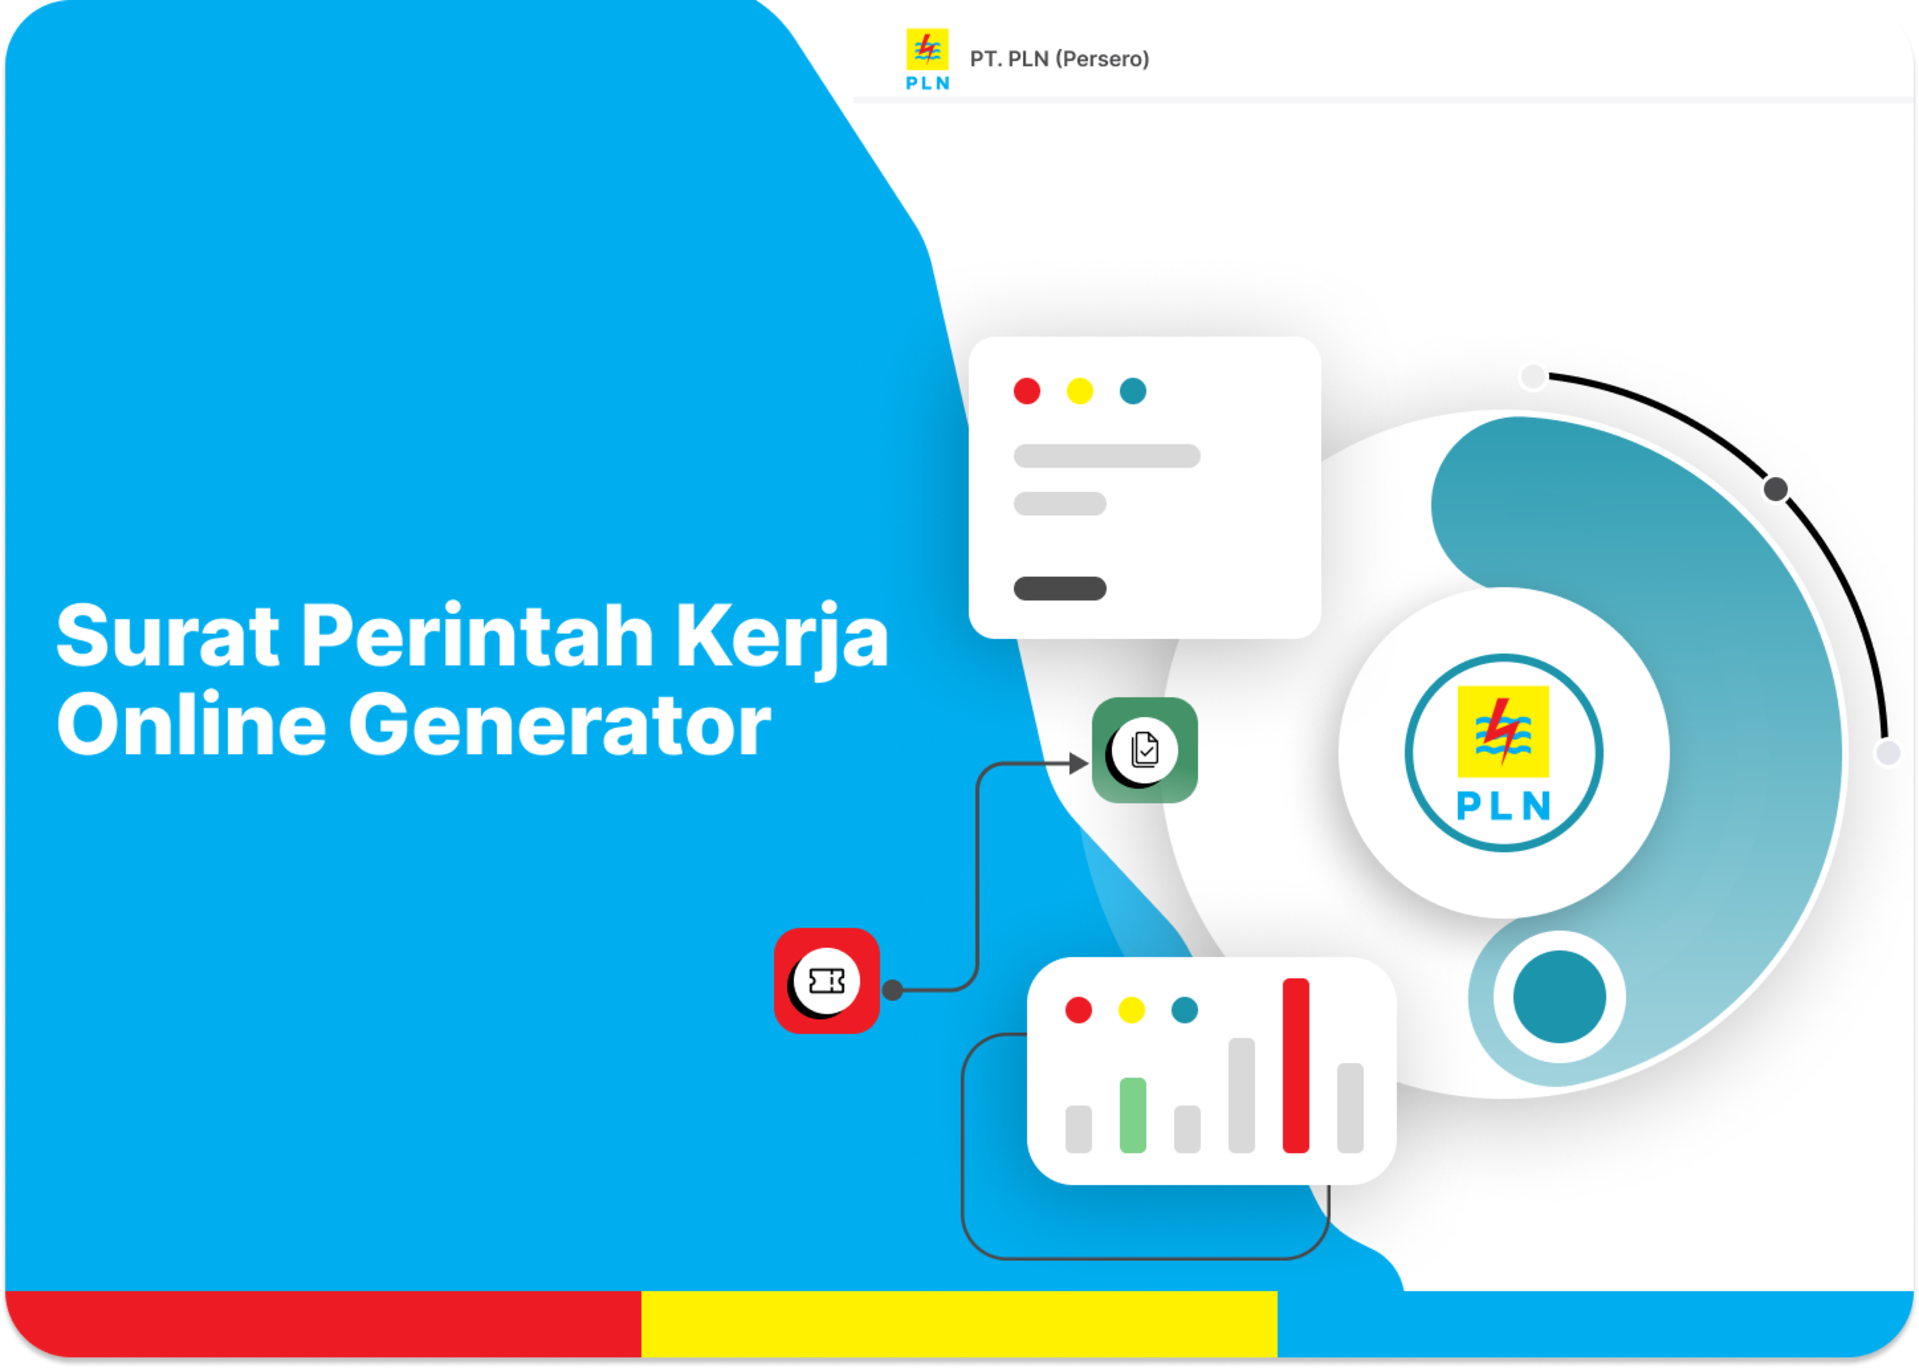 PLN
PT. PLN (Persero)
Surat Perintah Kerja
Online Generator
PLN